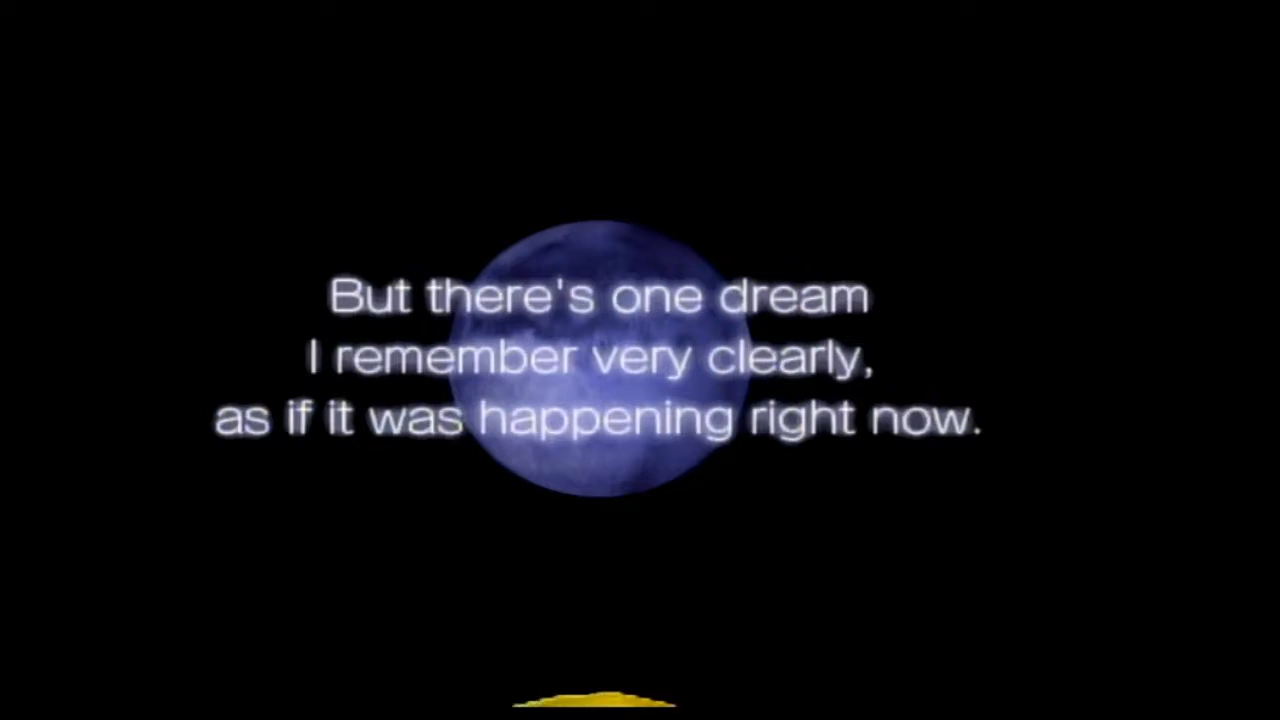 But there's one dream
I remember very clearly,
as if it was happening right now.